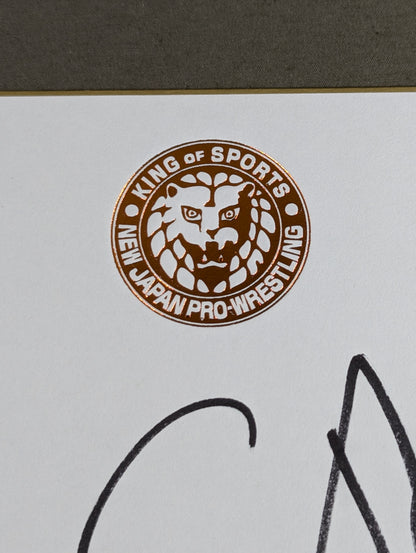 KING OF SPORTS
NEW JAPAN PRO-WRESTLING